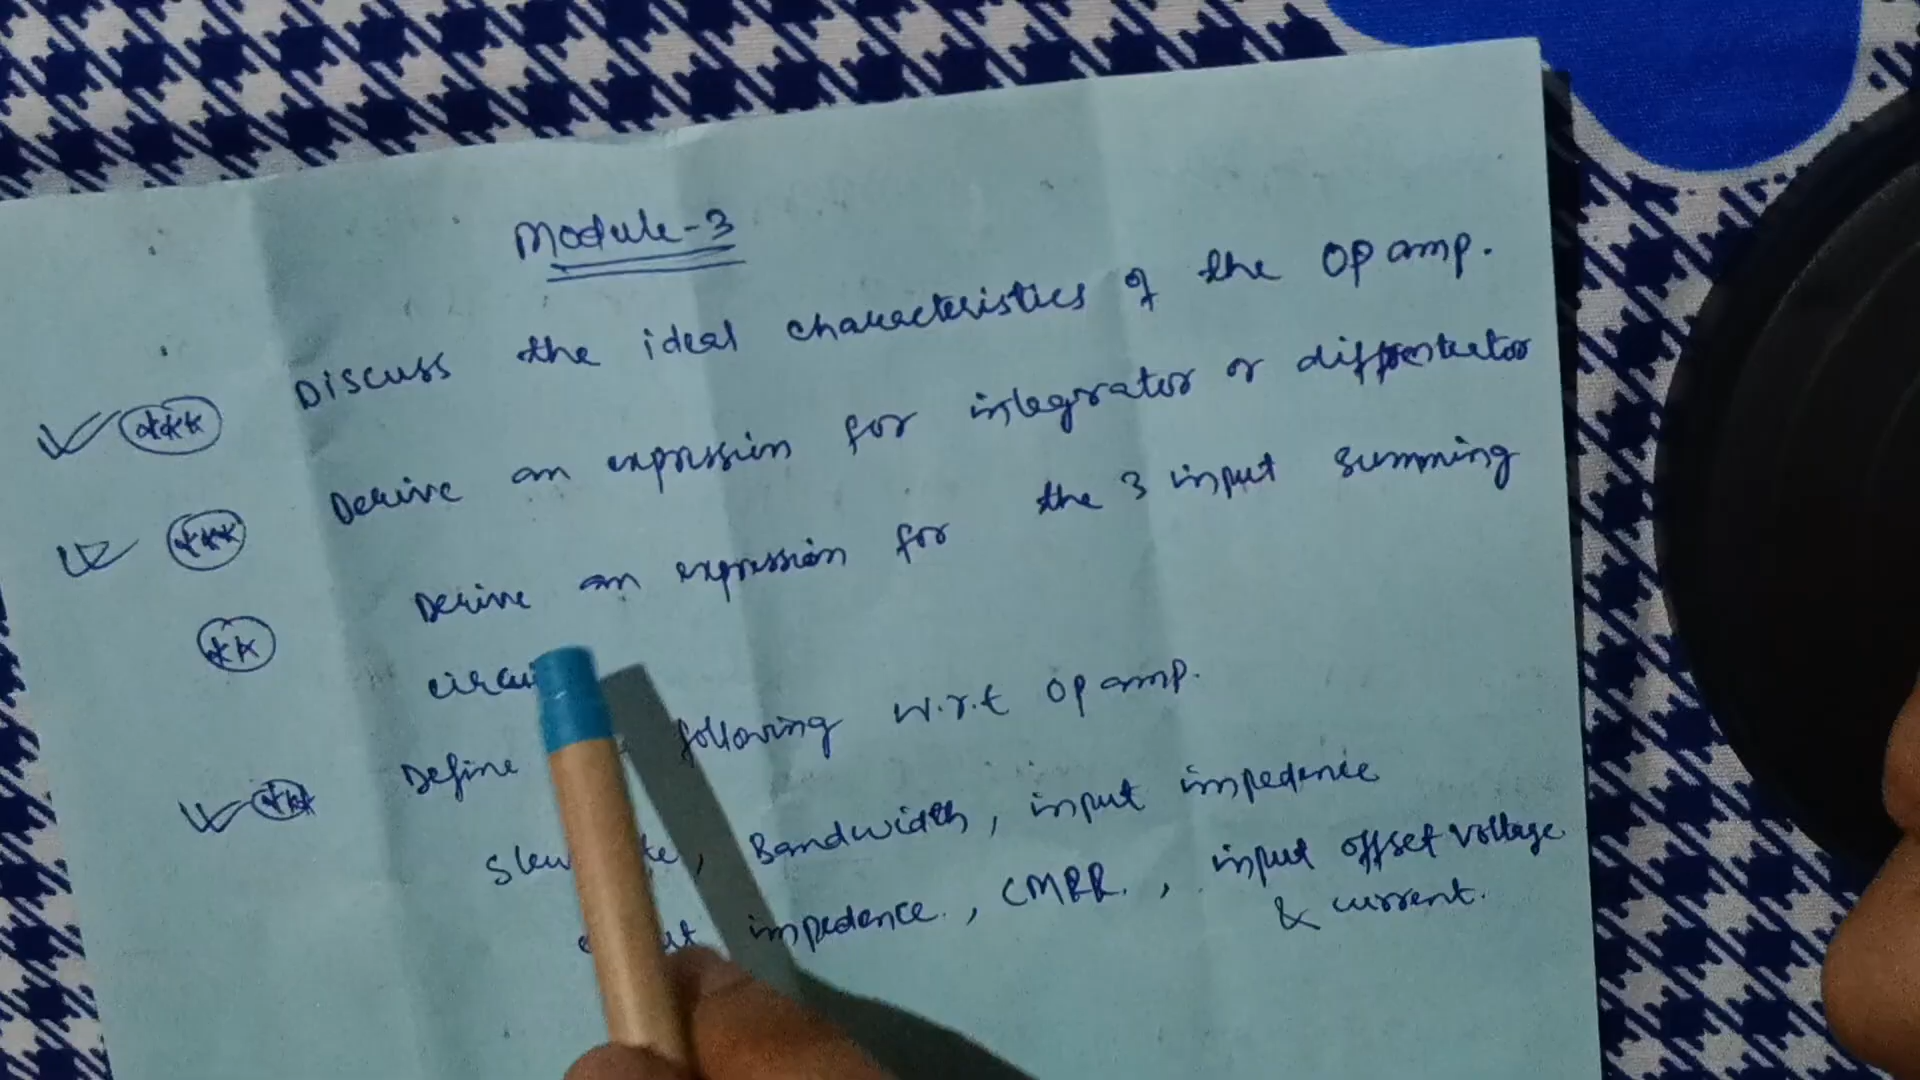 Module-3
*** Discuss the ideal characteristics of the op amp.
*** Derive an expression for integrator or
** Derive an expression for the 3 input summing
*** Define following w.r.t op amp.
Bandwidth, input impedence
impedence, CMRR, input offset voltage
& current.